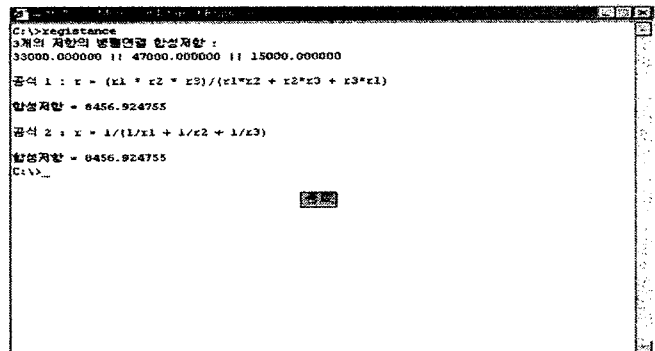 C:\>registance
3개의 저항의 병렬연결 합성저항 :
33000.000000 || 47000.000000 || 15000.000000
공식 1 : r = (r1 * r2 * r3)/(r1*r2 + r2*r3 + r3*r1)
합성저항 = 8456.924755
공식 2 : r = 1/(1/r1 + 1/r2 + 1/r3)
합성저항 = 8456.924755
C:\>_